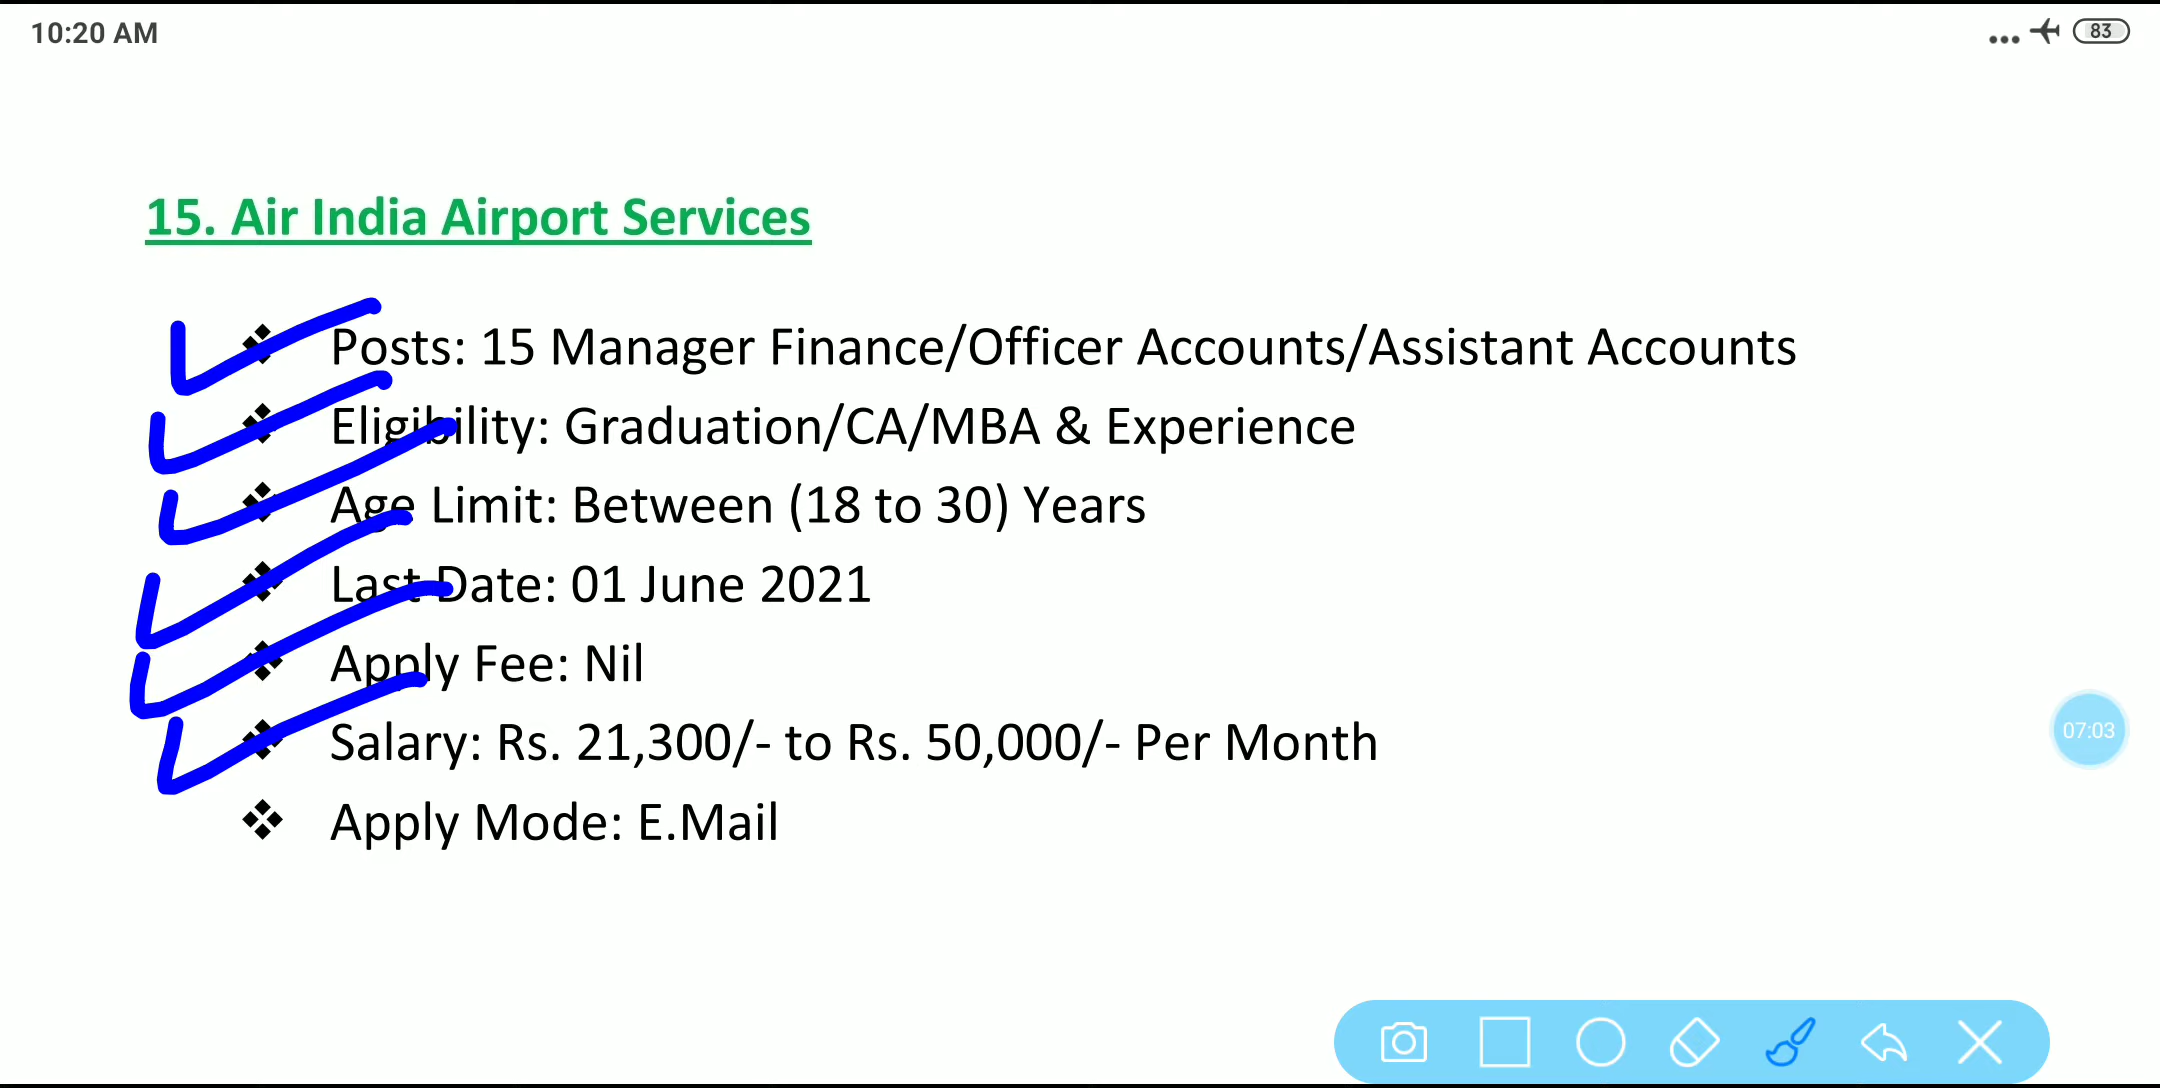 10:20 AM
83
15. Air India Airport Services
Posts: 15 Manager Finance/Officer Accounts/Assistant Accounts
Eligibility: Graduation/CA/MBA & Experience
Age Limit: Between (18 to 30) Years
Last Date: 01 June 2021
Apply Fee: Nil
Salary: Rs. 21,300/- to Rs. 50,000/- Per Month
07:03
Apply Mode: E.Mail